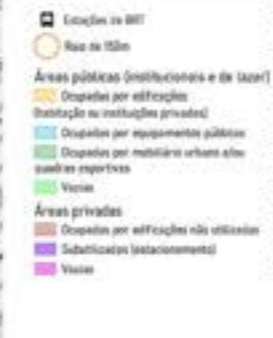 Estações de BRT
Raio de 150m
Áreas públicas (institucionais e de lazer)
Ocupadas por edificações
(habitação ou instituições privadas)
Ocupadas por equipamentos públicos
Ocupadas por mobiliário urbano e/ou
quadras esportivas
Vazias
Áreas privadas
Ocupadas por edificações não utilizadas
Subutilizadas (estacionamento)
Vazias